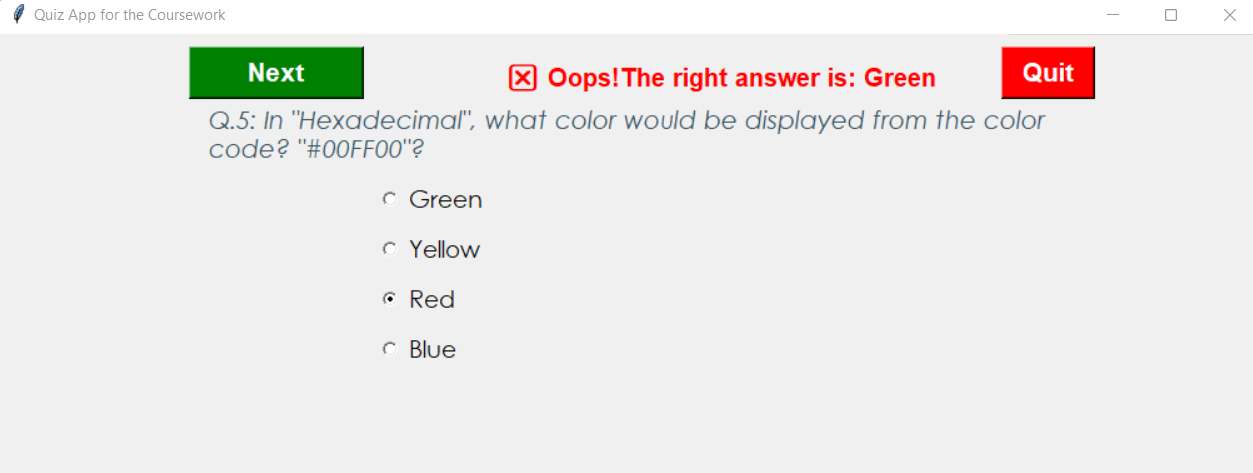 Quiz App for the Coursework
Next
Oops!The right answer is: Green
Quit
Q.5: In "Hexadecimal", what color would be displayed from the color
code? "#00FF00"?
Green
Yellow
Red
Blue